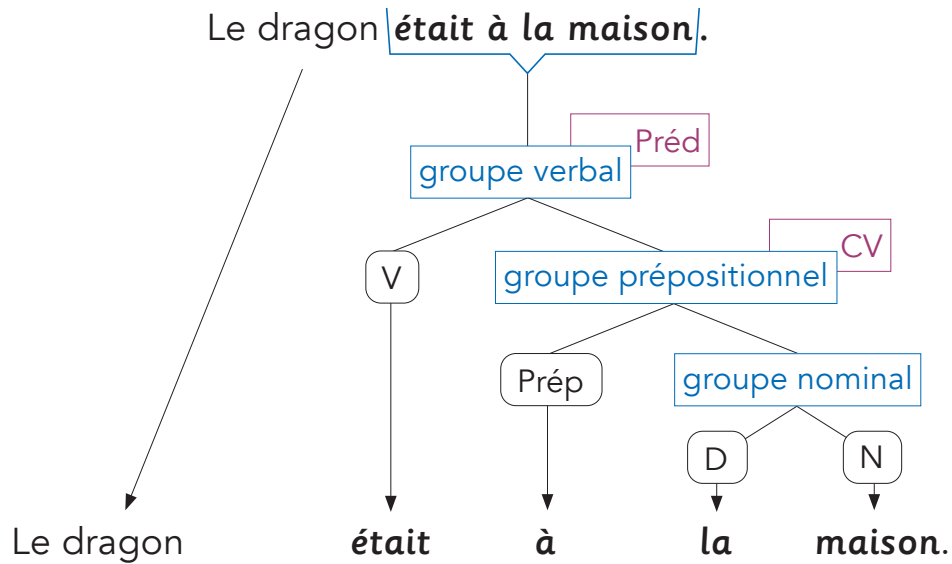 Le dragon était à la maison.
Préd
groupe verbal
CV
V
groupe prépositionnel
Prép
groupe nominal
D N
Le dragon était à la maison.